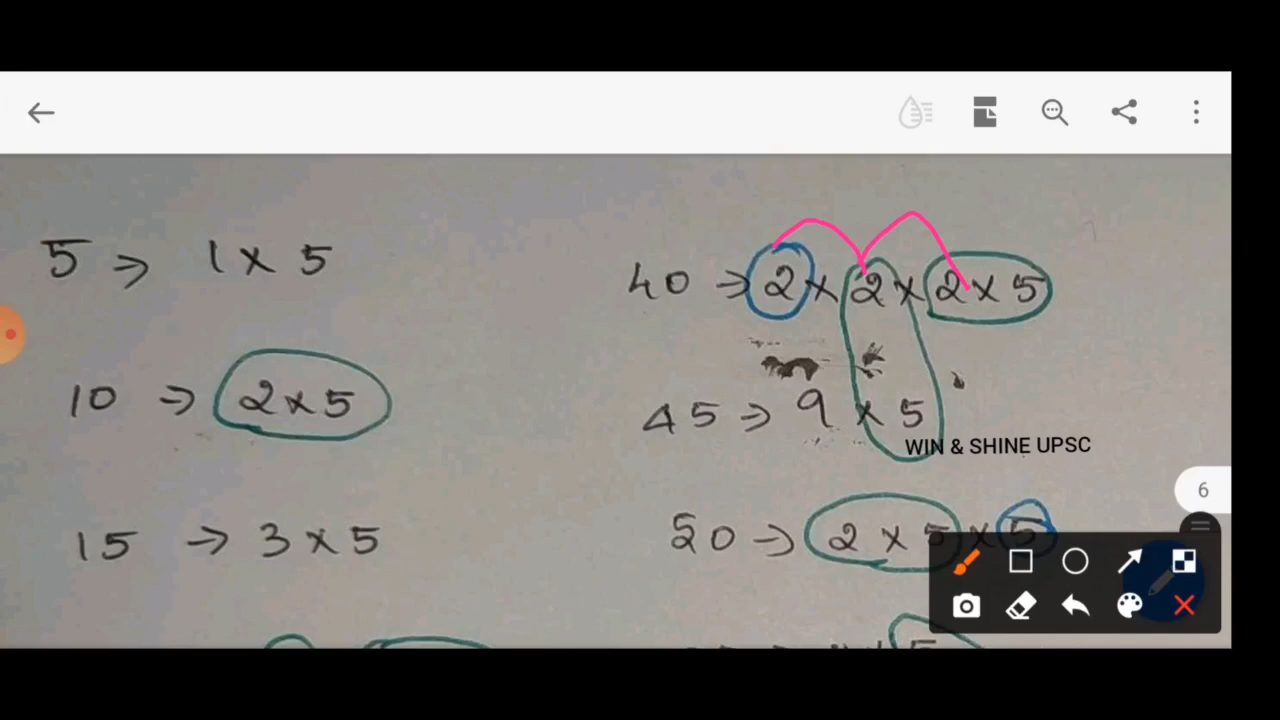 5 → 1 x 5
10 → 2 x 5
15 → 3 x 5
40 → 2 x 2 x 2 x 5
45 → 9 x 5
WIN & SHINE UPSC
50 → 2 x 5 x 5
6